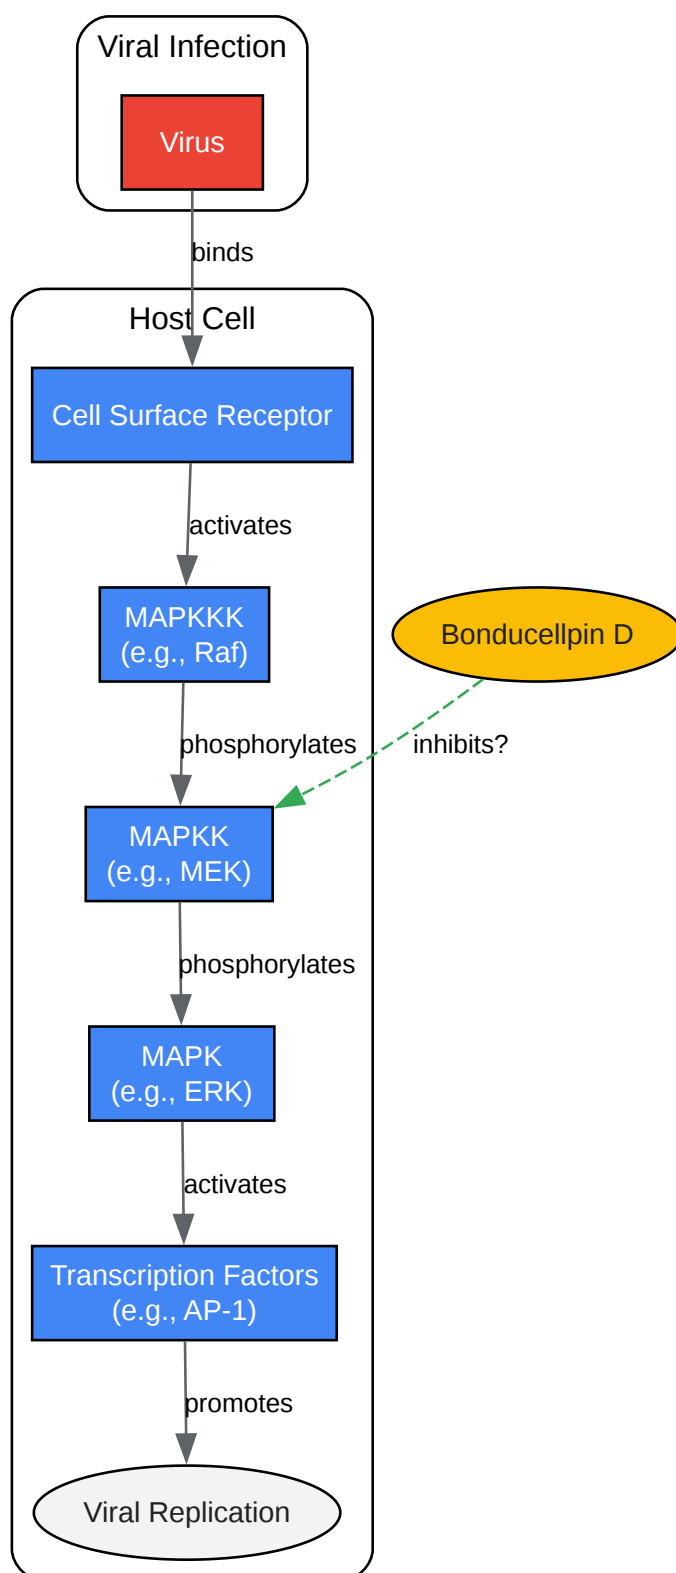 Viral Infection
Virus
binds
Host Cell
Cell Surface Receptor
activates
MAPKKK
(e.g., Raf)
Bonducellpin D
phosphorylates
inhibits?
MAPKK
(e.g., MEK)
phosphorylates
MAPK
(e.g., ERK)
activates
Transcription Factors
(e.g., AP-1)
promotes
Viral Replication